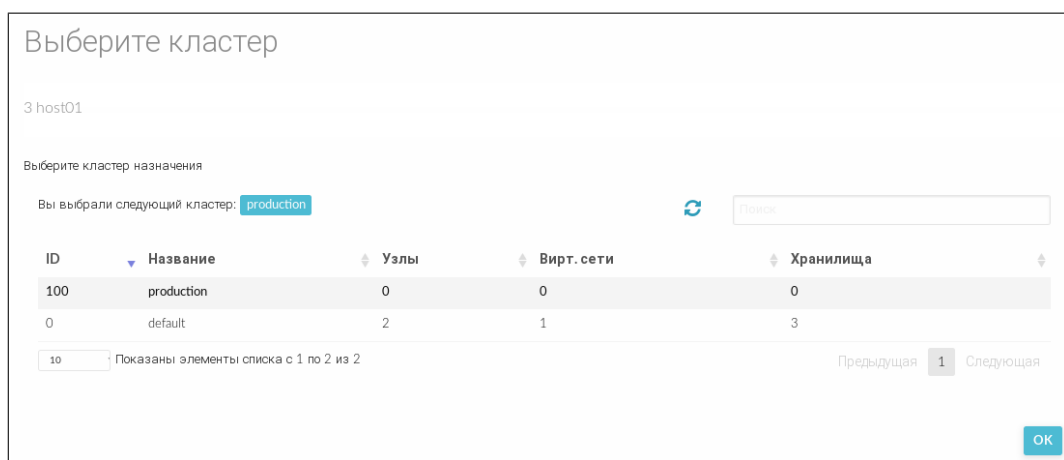 Выберите кластер
3 host01
Выберите кластер назначения
Вы выбрали следующий кластер: production
Поиск
ID Название Узлы Вирт. сети Хранилища
100 production 0 0 0
0 default 2 1 3
10 Показаны элементы списка с 1 по 2 из 2 Предыдущая 1 Следующая
ОК